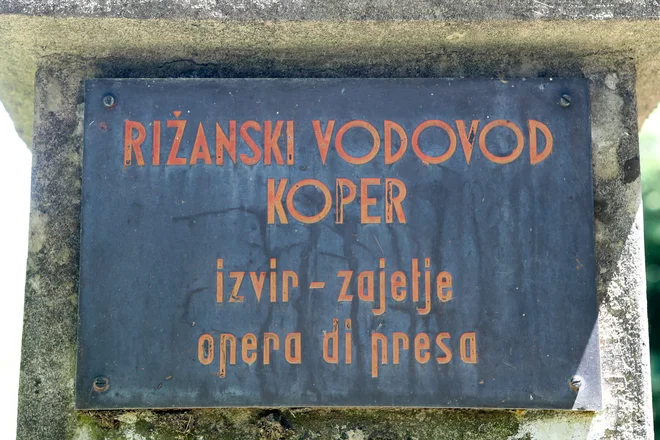 RIŽANSKI VODOVOD
KOPER
izvir - zajetje
opera di presa